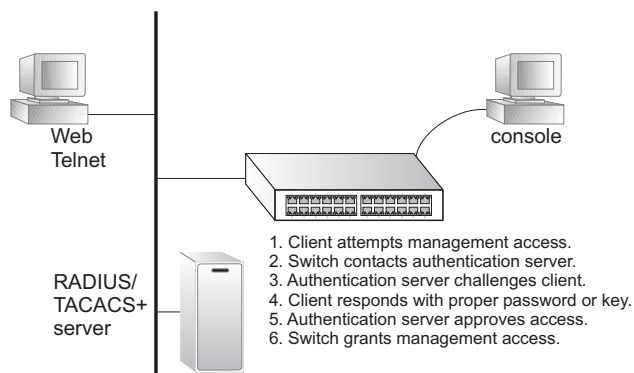 Web
Telnet
console
RADIUS/
TACACS+
server
1. Client attempts management access.
2. Switch contacts authentication server.
3. Authentication server challenges client.
4. Client responds with proper password or key.
5. Authentication server approves access.
6. Switch grants management access.